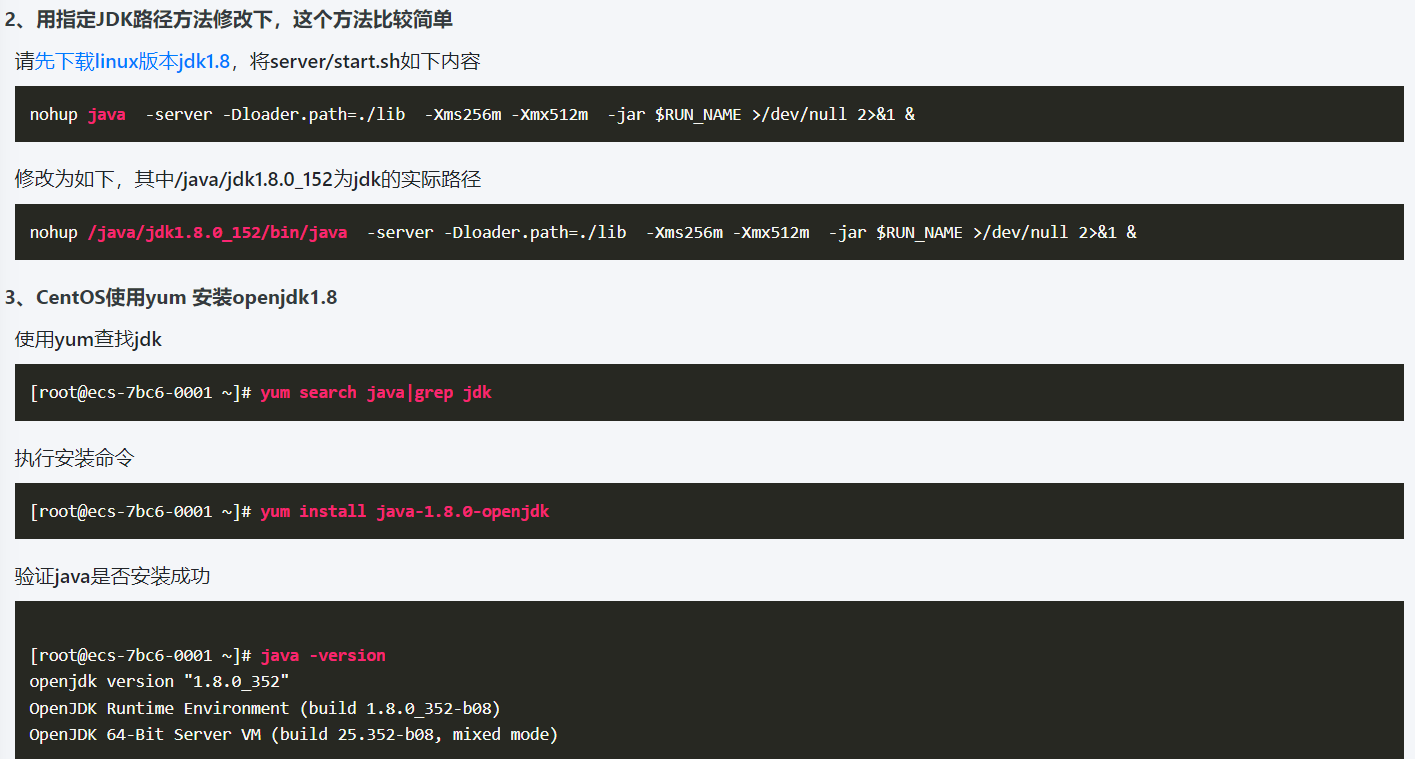 2、用指定JDK路径方法修改下，这个方法比较简单
请先下载linux版本jdk1.8，将server/start.sh如下内容
nohup java  -server -Dloader.path=./lib  -Xms256m -Xmx512m  -jar $RUN_NAME >/dev/null 2>&1 &
修改为如下，其中/java/jdk1.8.0_152为jdk的实际路径
nohup /java/jdk1.8.0_152/bin/java  -server -Dloader.path=./lib  -Xms256m -Xmx512m  -jar $RUN_NAME >/dev/null 2>&1 &
3、CentOS使用yum 安装openjdk1.8
使用yum查找jdk
[root@ecs-7bc6-0001 ~]# yum search java|grep jdk
执行安装命令
[root@ecs-7bc6-0001 ~]# yum install java-1.8.0-openjdk
验证java是否安装成功
[root@ecs-7bc6-0001 ~]# java -version
openjdk version "1.8.0_352"
OpenJDK Runtime Environment (build 1.8.0_352-b08)
OpenJDK 64-Bit Server VM (build 25.352-b08, mixed mode)